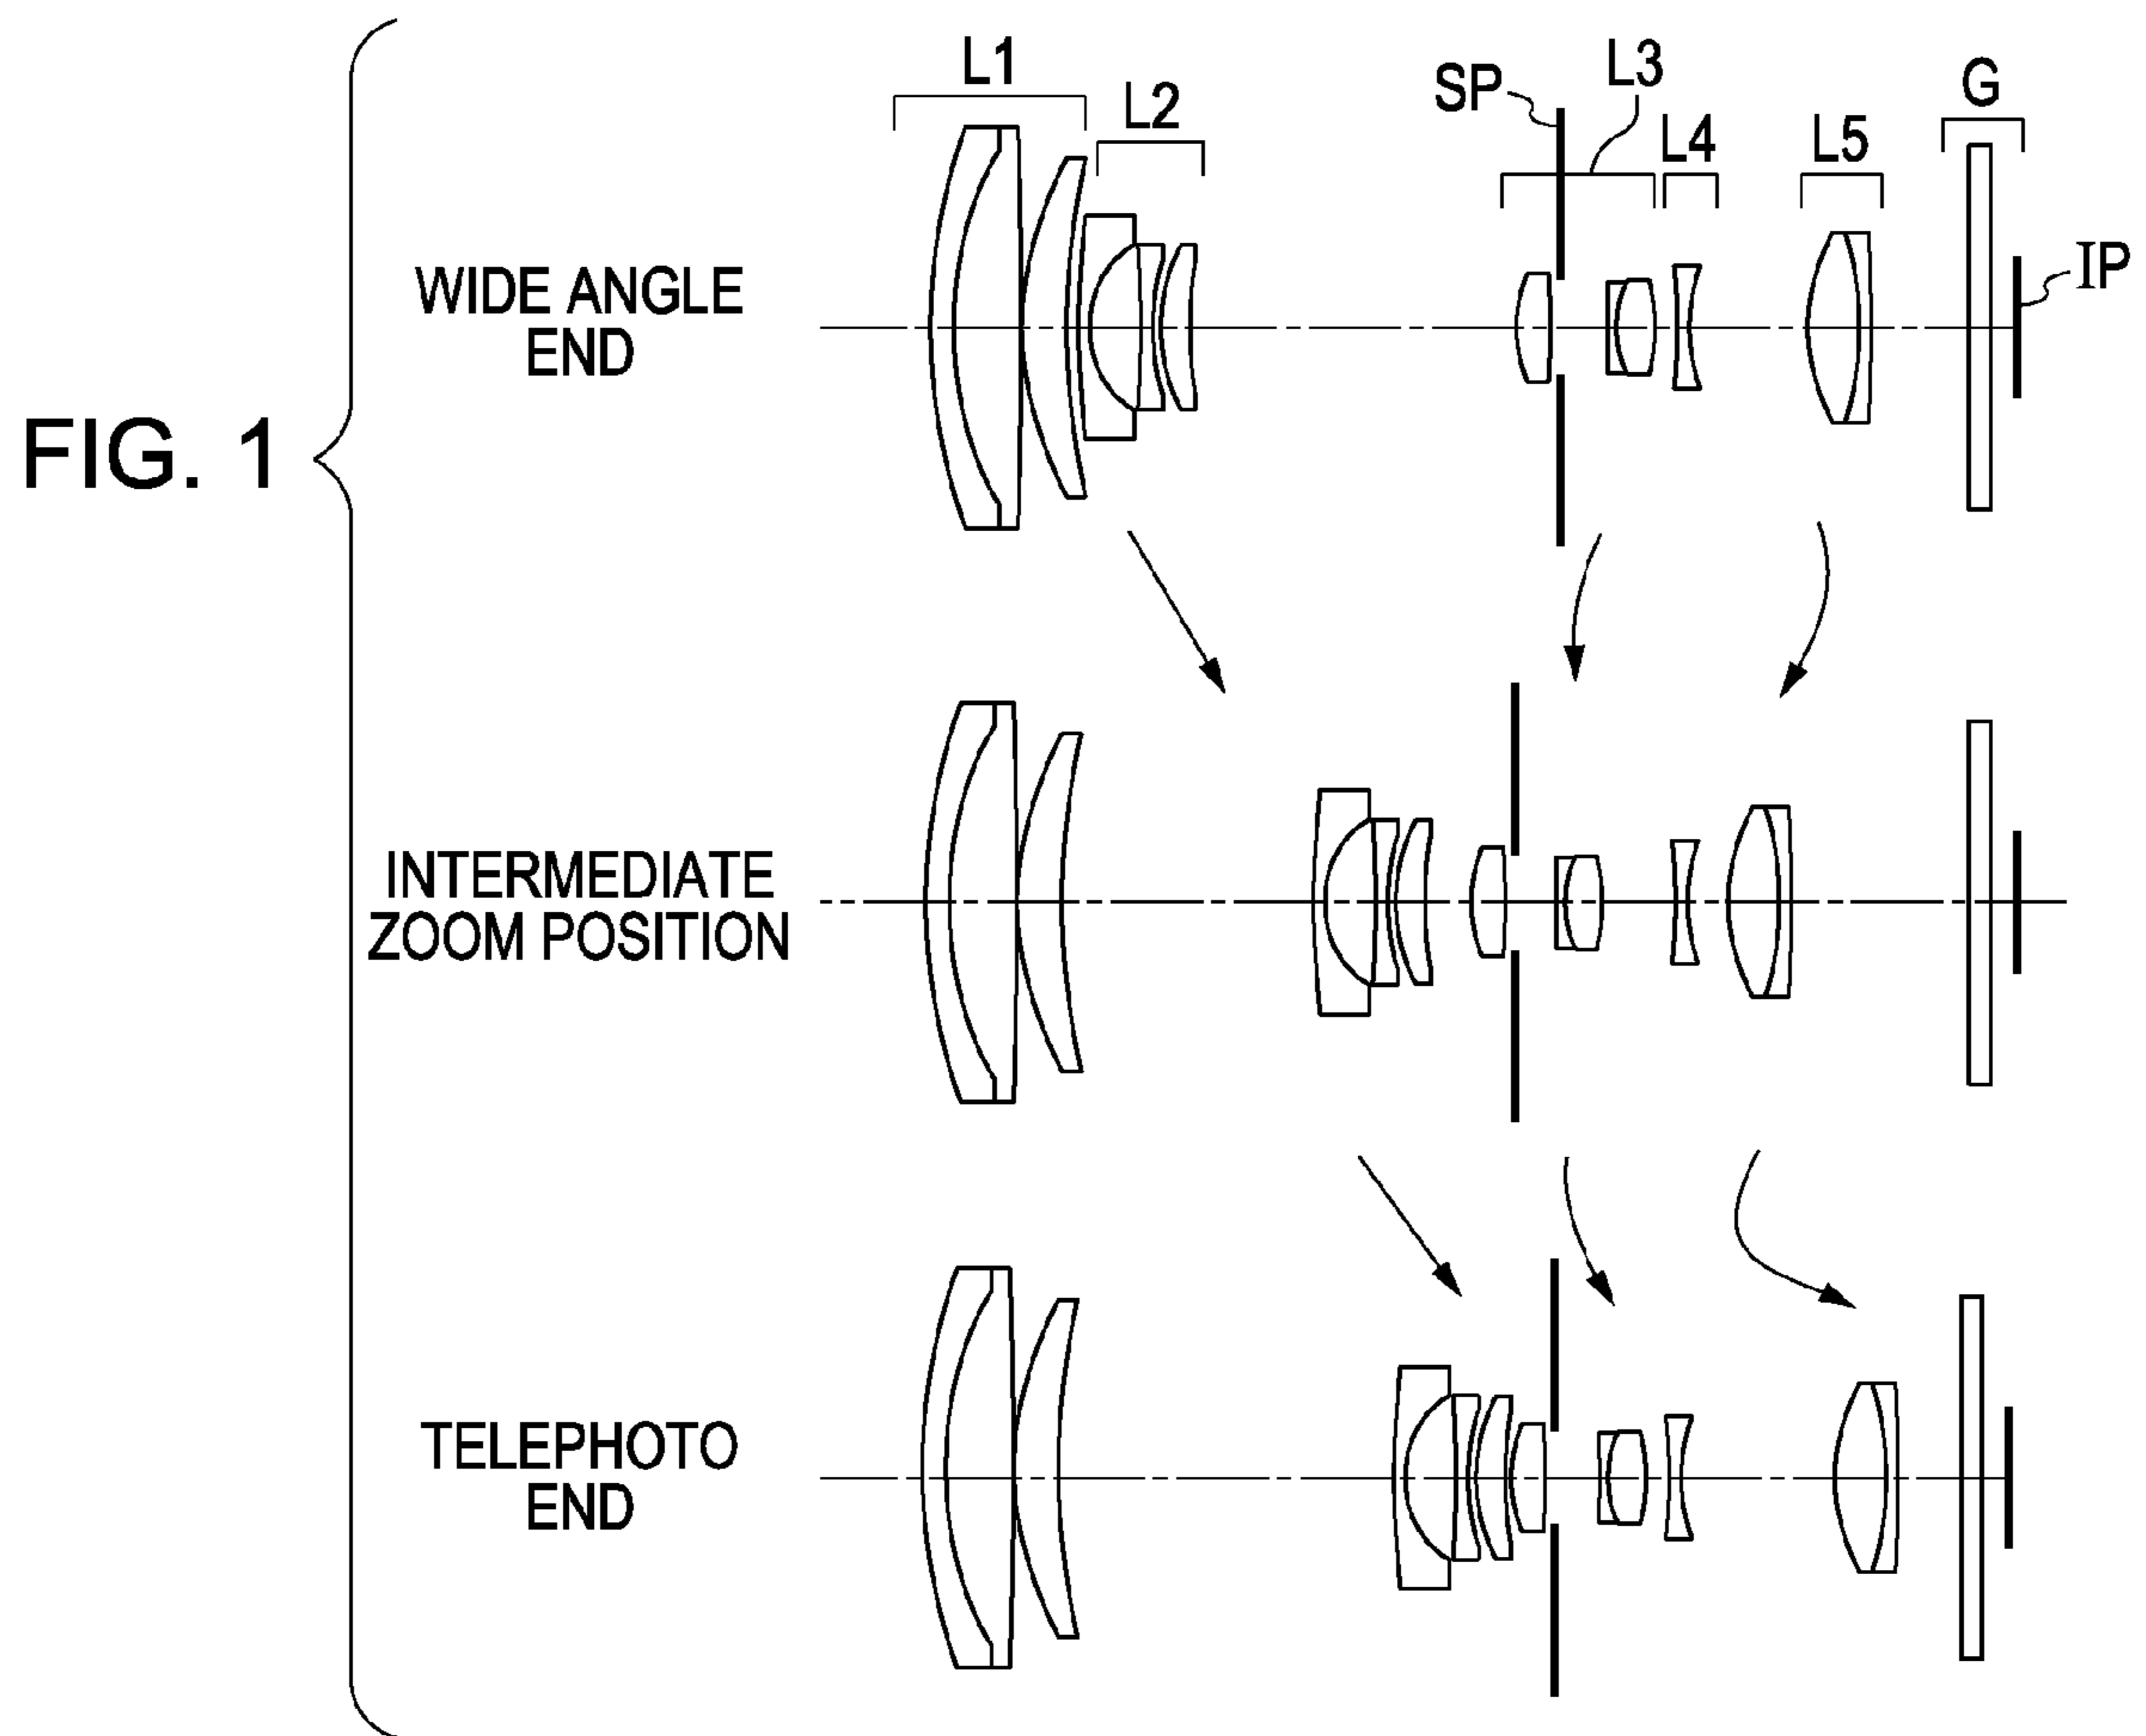 FIG. 1
L1
L2
SP
L3
L4
L5
G
IP
WIDE ANGLE
END
INTERMEDIATE
ZOOM POSITION
TELEPHOTO
END